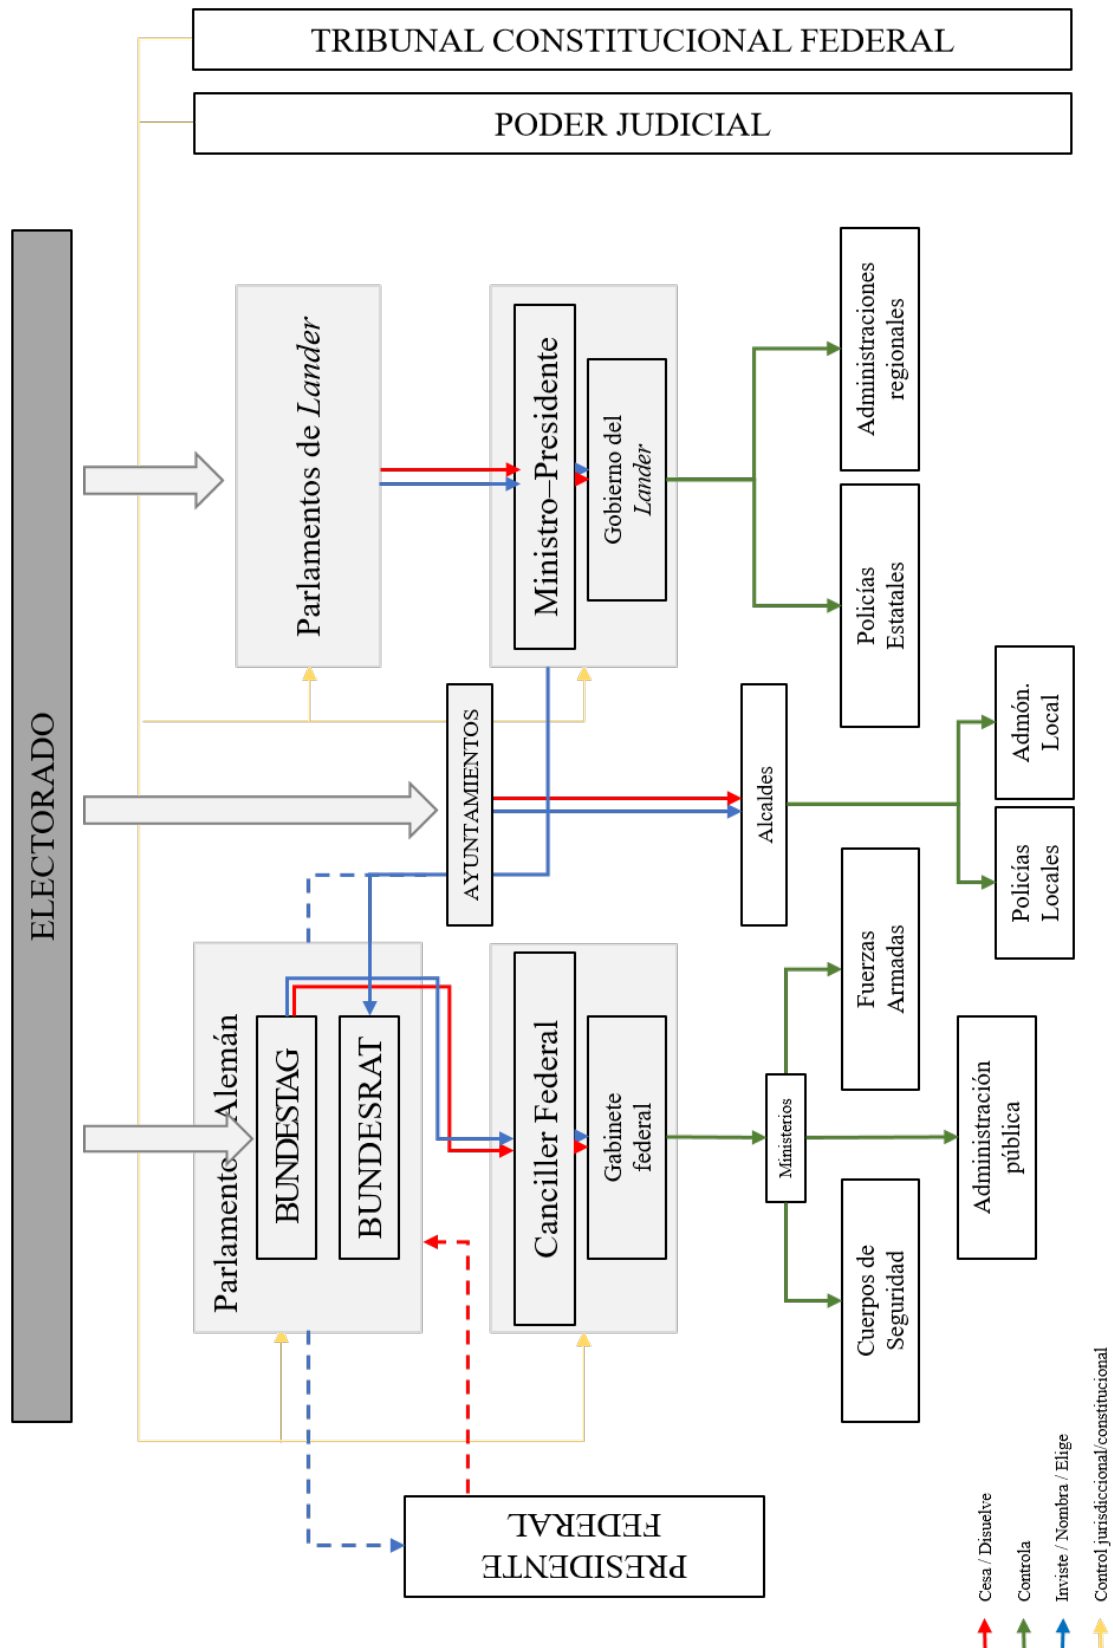 ELECTORADO
TRIBUNAL CONSTITUCIONAL FEDERAL
PODER JUDICIAL
Parlamento Alemán
BUNDESTAG
BUNDESRAT
Parlamentos de Lander
PRESIDENTE
FEDERAL
Canciller Federal
Gabinete
federal
AYUNTAMIENTOS
Ministro–Presidente
Gobierno del
Lander
Ministerios
Alcaldes
Cuerpos de
Seguridad
Administración
pública
Fuerzas
Armadas
Policías
Locales
Admón.
Local
Policías
Estatales
Administraciones
regionales
Cesa / Disuelve
Controla
Inviste / Nombra / Elige
Control jurisdiccional/constitucional